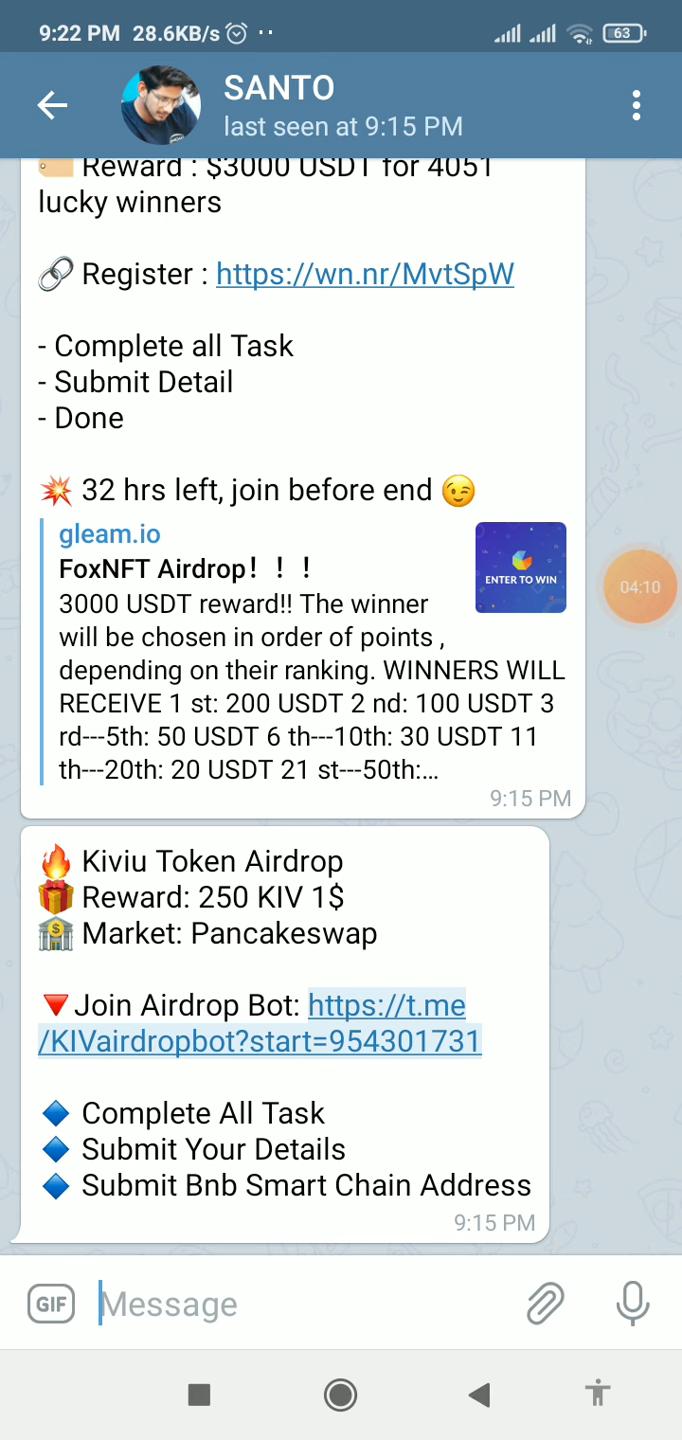 9:22 PM 28.6KB/s
63
SANTO
last seen at 9:15 PM
Reward : $3000 USDT for 4051
lucky winners
Register : https://wn.nr/MvtSpW
- Complete all Task
- Submit Detail
- Done
💥 32 hrs left, join before end 😉
gleam.io
FoxNFT Airdrop！！！
ENTER TO WIN
3000 USDT reward!! The winner
will be chosen in order of points ,
depending on their ranking. WINNERS WILL
RECEIVE 1 st: 200 USDT 2 nd: 100 USDT 3
rd---5th: 50 USDT 6 th---10th: 30 USDT 11
th---20th: 20 USDT 21 st---50th:...
9:15 PM
04:10
🔥 Kiviu Token Airdrop
🎁 Reward: 250 KIV 1$
🏦 Market: Pancakeswap
🔻Join Airdrop Bot: https://t.me
/KIVairdropbot?start=954301731
🔷 Complete All Task
🔷 Submit Your Details
🔷 Submit Bnb Smart Chain Address
9:15 PM
GIF
Message